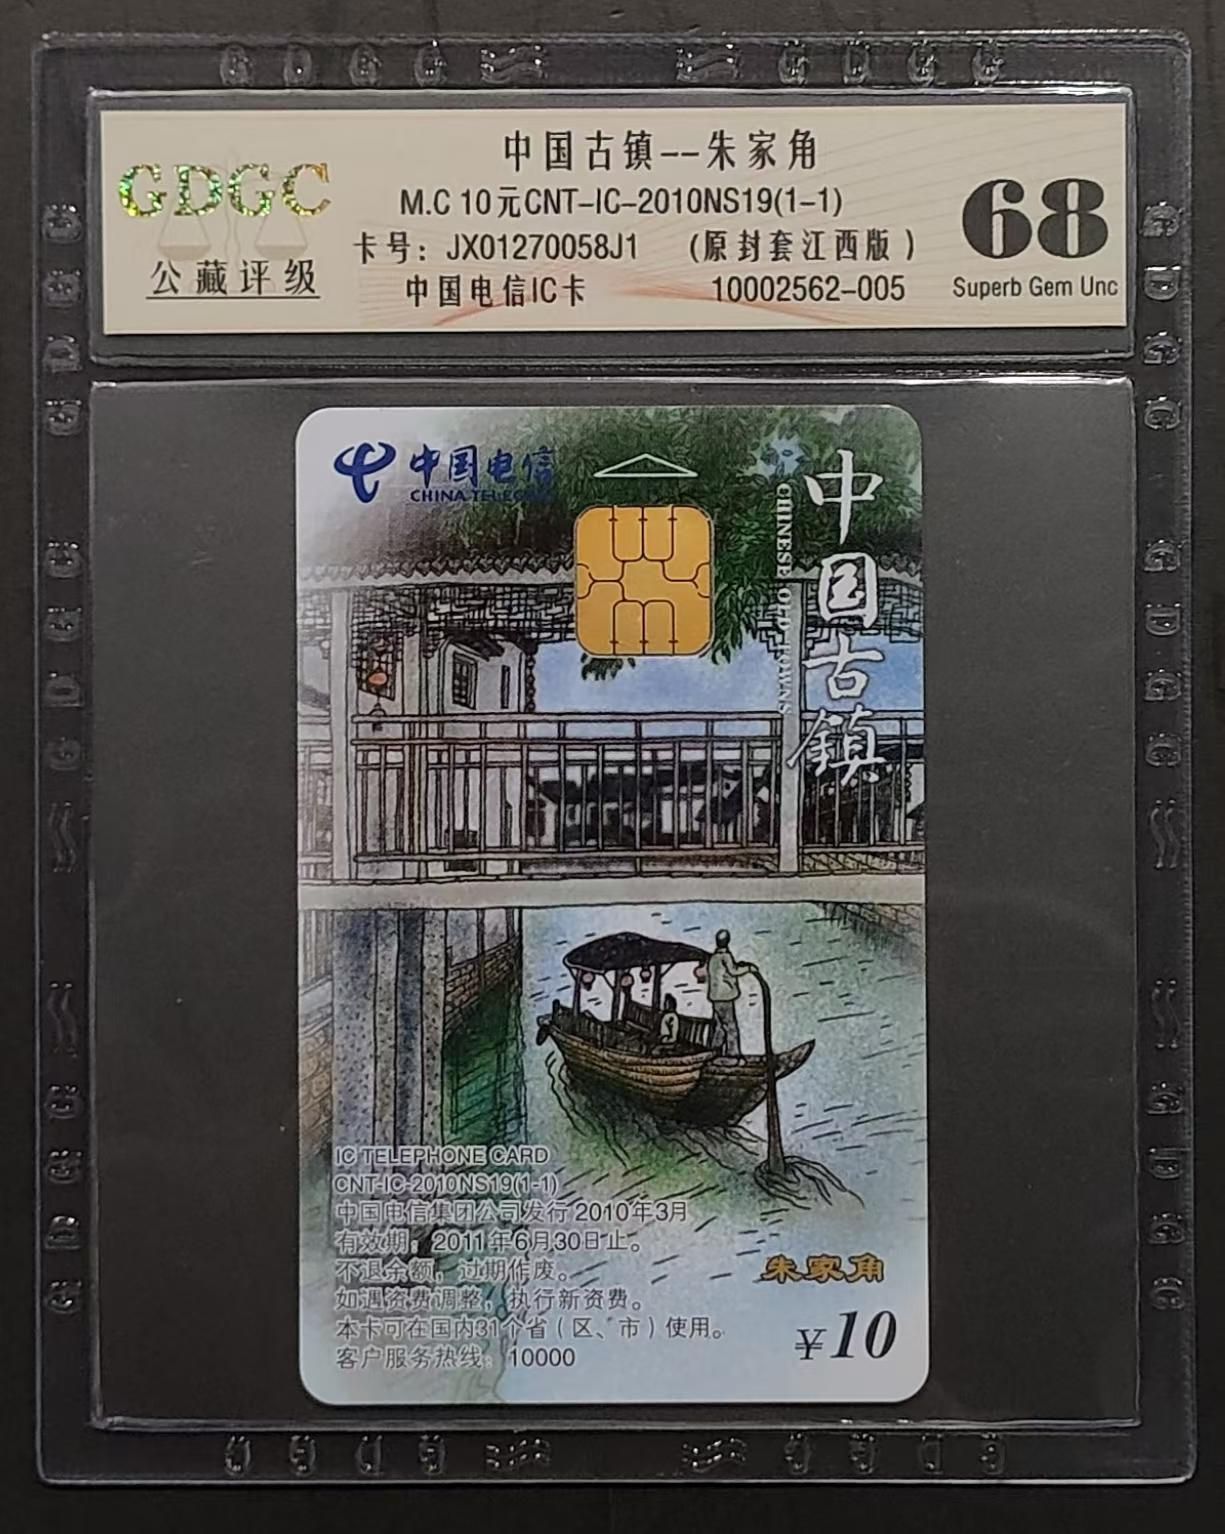 GDGC
公藏评级
中国古镇--朱家角
M.C 10元CNT-IC-2010NS19(1-1)
卡号：JX01270058J1 （原封套江西版）
中国电信IC卡 10002562-005
68
Superb Gem Unc
中国电信
CHINA TELECOM
中国古镇
CHINESE OLD TOWNS
IC TELEPHONE CARD
CNT-IC-2010NS19(1-1)
中国电信集团公司发行 2010年3月
有效期：2011年6月30日止。
不退余额，过期作废。
如遇资费调整，执行新资费。
本卡可在国内31个省（区、市）使用。
客户服务热线：10000
朱家角
¥10